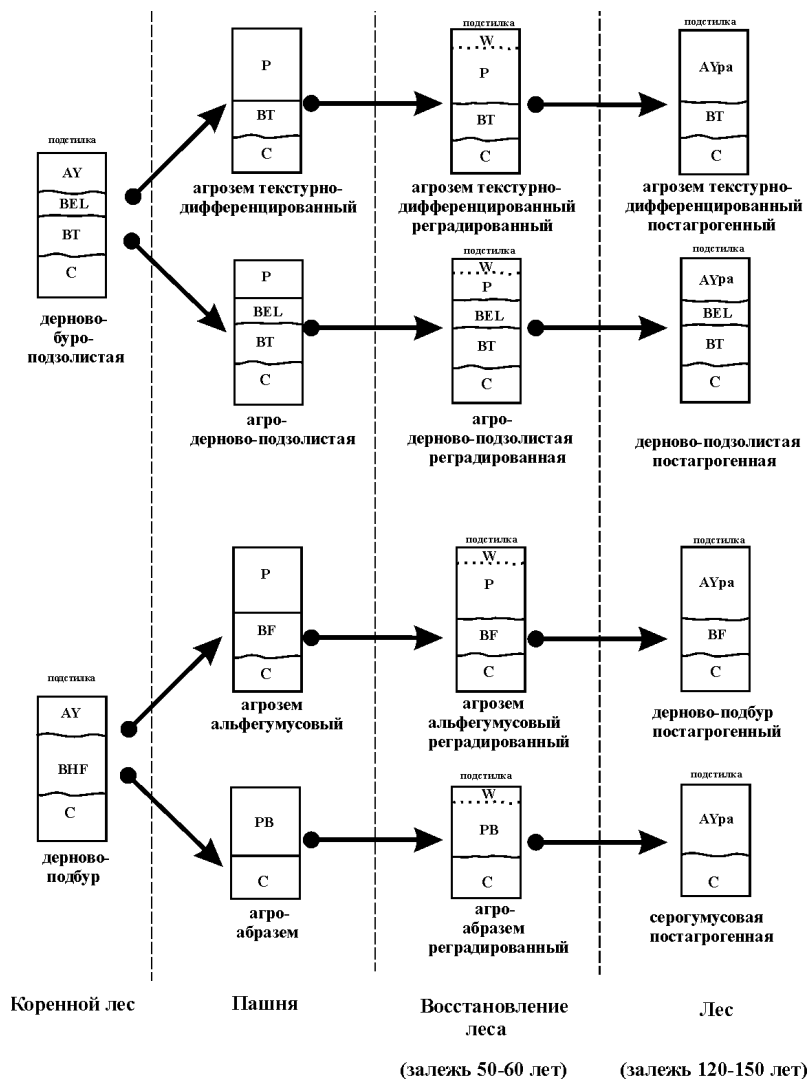 подстилка
AY
BEL
BT
C
дерново-
буро-
подзолистая
P
BT
C
агрозем текстурно-
дифференцированный
подстилка
W
P
BT
C
агрозем текстурно-
дифференцированный
реградированный
подстилка
AYpa
BT
C
агрозем текстурно-
дифференцированный
постагрогенный
P
BEL
BT
C
агро-
дерново-подзолистая
подстилка
W
P
BEL
BT
C
агро-
дерново-подзолистая
реградированная
подстилка
AYpa
BEL
BT
C
дерново-подзолистая
постагрогенная
подстилка
AY
BHF
C
дерново-
подбур
P
BF
C
агрозем
альфегумусовый
подстилка
W
P
BF
C
агрозем
альфегумусовый
реградированный
подстилка
AYpa
BF
C
дерново-подбур
постагрогенный
PB
C
агро-
абразем
подстилка
W
PB
C
агро-
абразем
реградированный
подстилка
AYpa
C
серогумусовая
постагрогенная
Коренной лес
Пашня
Восстановление
леса
(залежь 50-60 лет)
Лес
(залежь 120-150 лет)